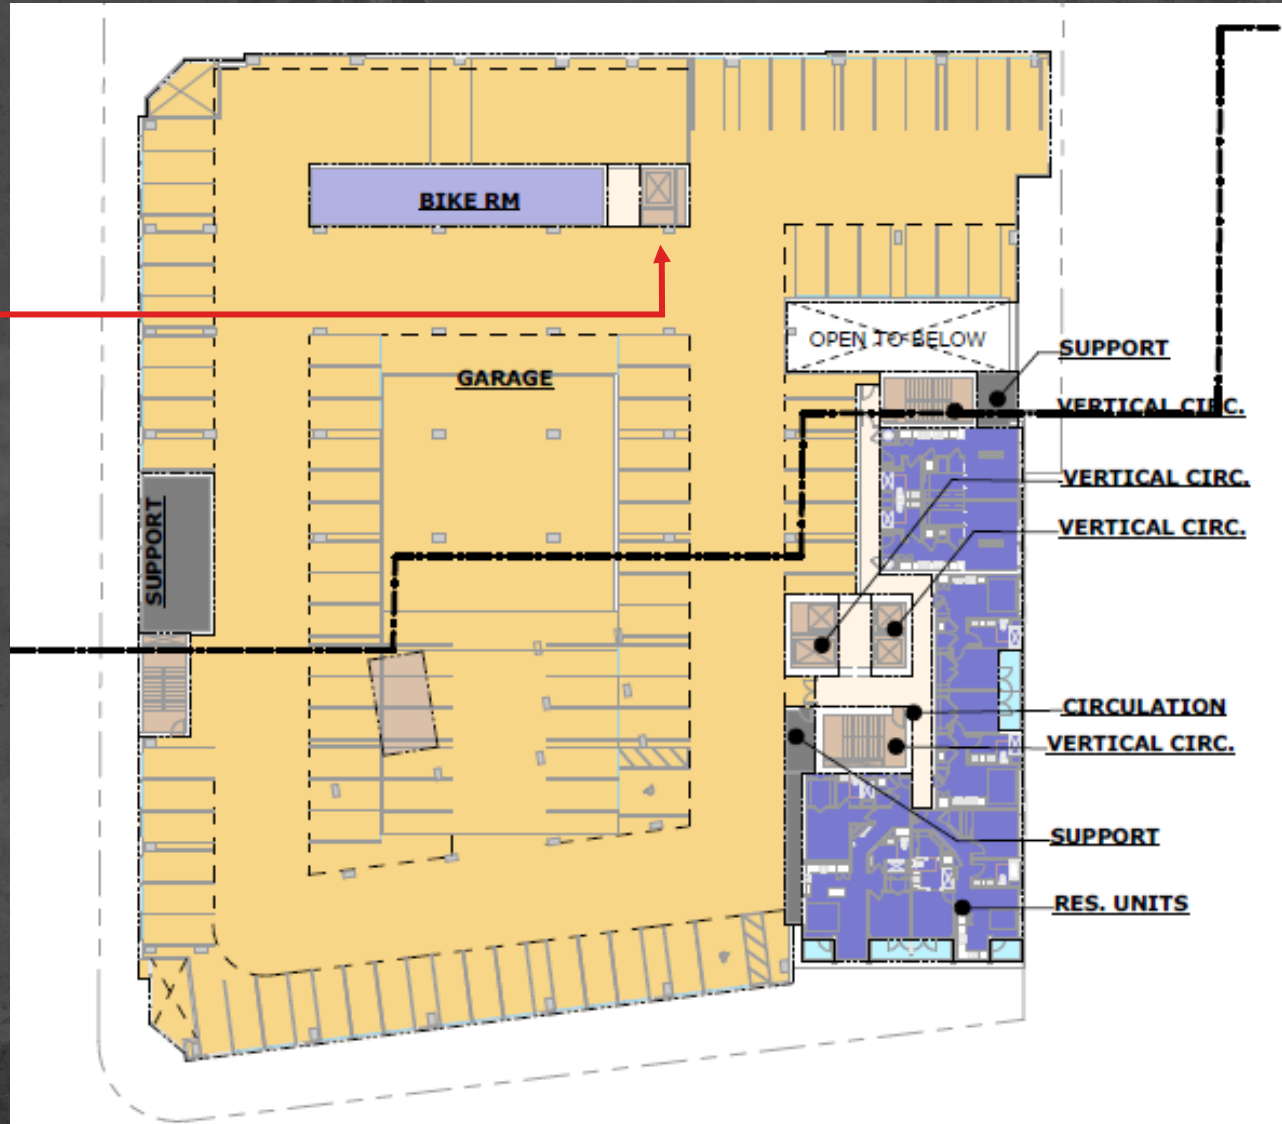 BIKE RM
OPEN TO BELOW
SUPPORT
GARAGE
VERTICAL CIRC.
VERTICAL CIRC.
SUPPORT
VERTICAL CIRC.
CIRCULATION
VERTICAL CIRC.
SUPPORT
RES. UNITS